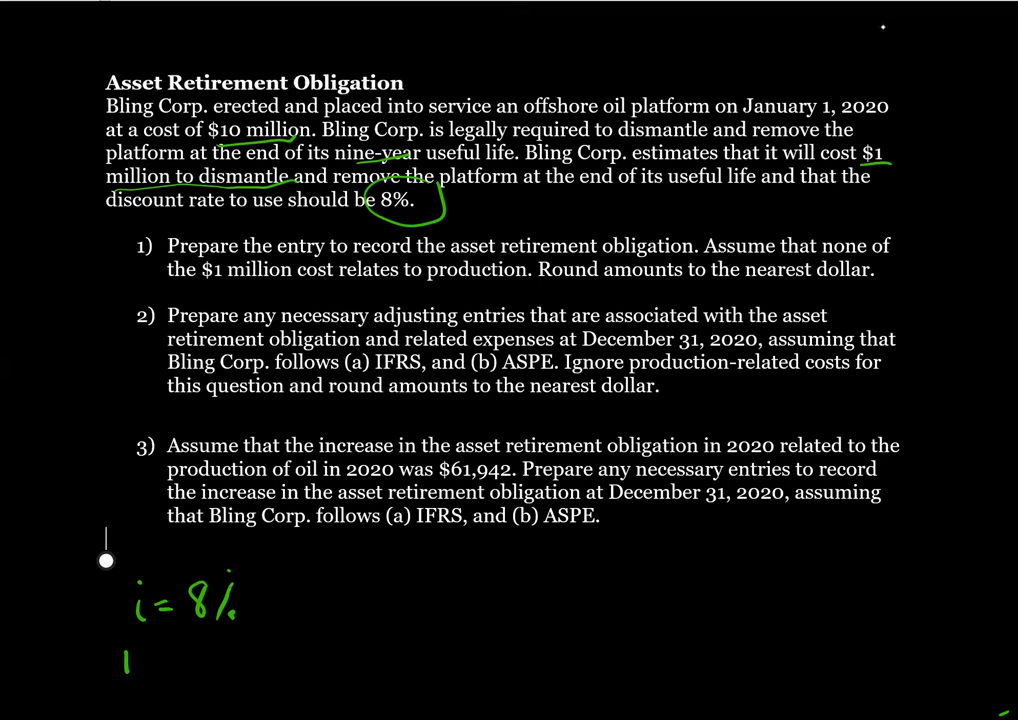 Asset Retirement Obligation
Bling Corp. erected and placed into service an offshore oil platform on January 1, 2020
at a cost of $10 million. Bling Corp. is legally required to dismantle and remove the
platform at the end of its nine-year useful life. Bling Corp. estimates that it will cost $1
million to dismantle and remove the platform at the end of its useful life and that the
discount rate to use should be 8%.
1) Prepare the entry to record the asset retirement obligation. Assume that none of
the $1 million cost relates to production. Round amounts to the nearest dollar.
2) Prepare any necessary adjusting entries that are associated with the asset
retirement obligation and related expenses at December 31, 2020, assuming that
Bling Corp. follows (a) IFRS, and (b) ASPE. Ignore production-related costs for
this question and round amounts to the nearest dollar.
3) Assume that the increase in the asset retirement obligation in 2020 related to the
production of oil in 2020 was $61,942. Prepare any necessary entries to record
the increase in the asset retirement obligation at December 31, 2020, assuming
that Bling Corp. follows (a) IFRS, and (b) ASPE.
i = 8%